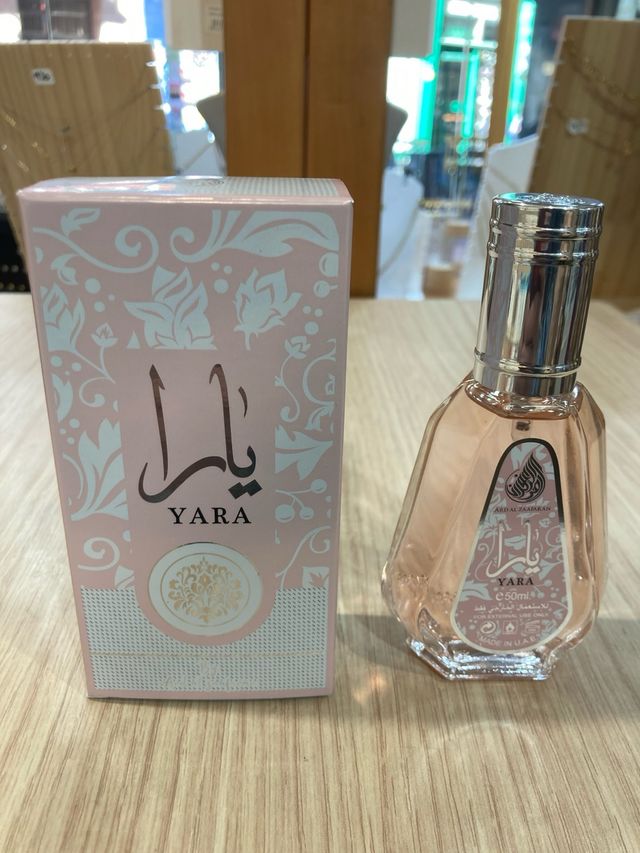 يارا
YARA
ARD AL ZAAFARAN
يارا
YARA
℮50ml.
للاستعمال الخارجي فقط
FOR EXTERNAL USE ONLY
MADE IN U.A.E